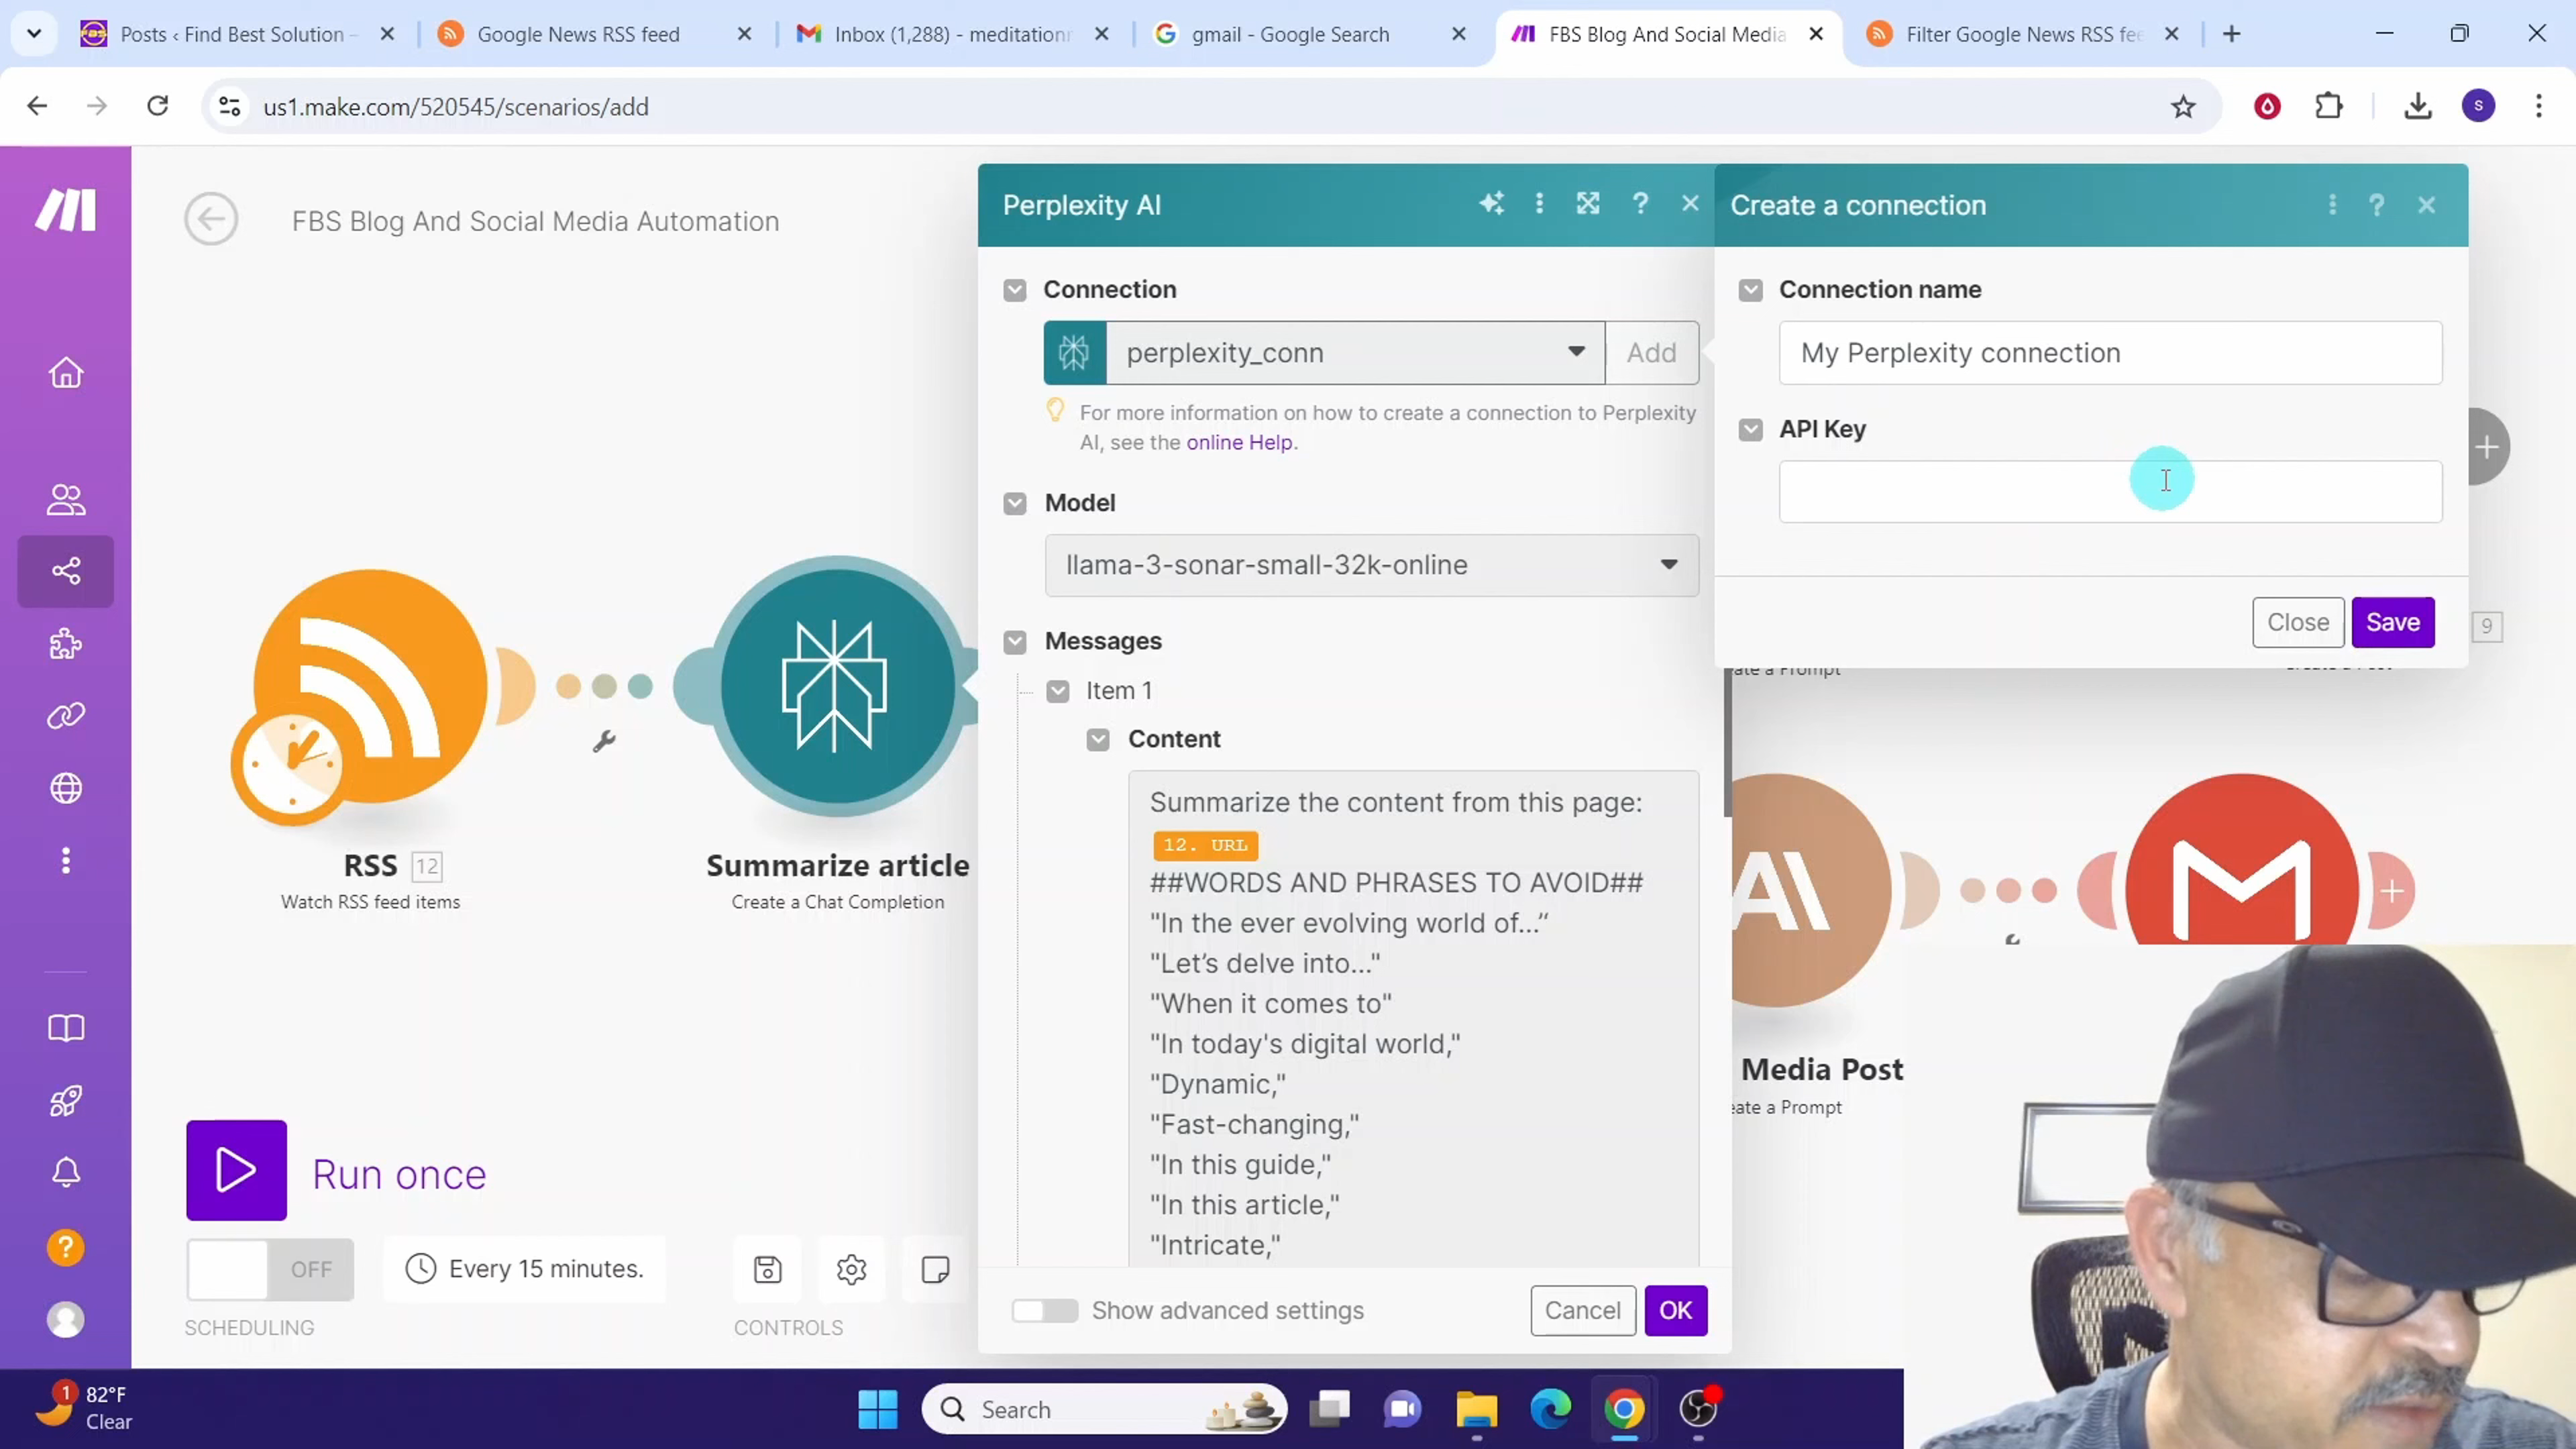 Posts ‹ Find Best Solution –
Google News RSS feed
Inbox (1,288) - meditationm
gmail - Google Search
FBS Blog And Social Media
Filter Google News RSS fee
us1.make.com/520545/scenarios/add
S
FBS Blog And Social Media Automation
Perplexity AI
Create a connection
Connection
perplexity_conn
Add
For more information on how to create a connection to Perplexity
AI, see the online Help.
Connection name
My Perplexity connection
API Key
Close
Save
9
Model
llama-3-sonar-small-32k-online
Messages
Item 1
Content
Summarize the content from this page:
12. URL
##WORDS AND PHRASES TO AVOID##
"In the ever evolving world of...“
"Let’s delve into..."
"When it comes to"
"In today's digital world,"
"Dynamic,"
"Fast-changing,"
"In this guide,"
"In this article,"
"Intricate,"
Show advanced settings
Cancel
OK
RSS 12
Watch RSS feed items
Summarize article
Create a Chat Completion
eate a Prompt
Media Post
eate a Prompt
Run once
OFF
Every 15 minutes.
SCHEDULING
CONTROLS
1
82°F
Clear
Search